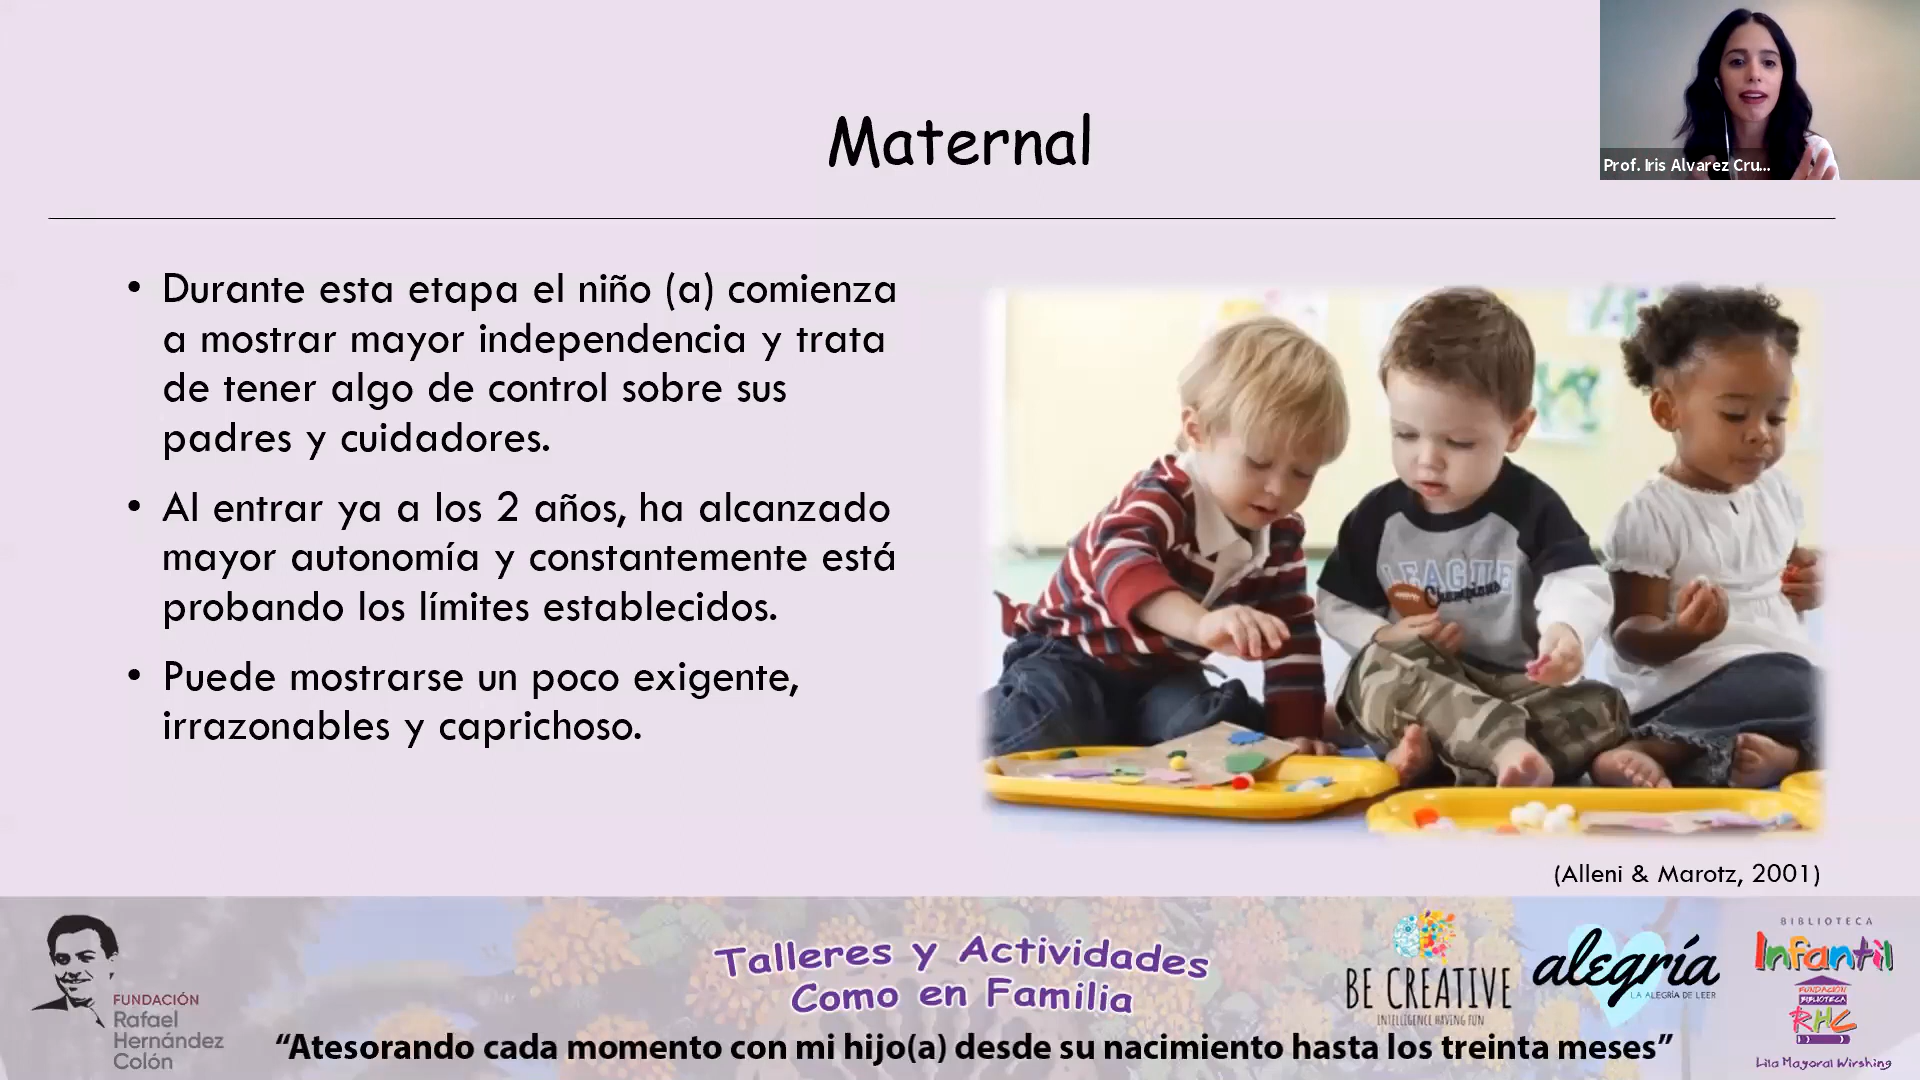 Maternal
Prof. Iris Alvarez Cru...
• Durante esta etapa el niño (a) comienza
a mostrar mayor independencia y trata
de tener algo de control sobre sus
padres y cuidadores.
• Al entrar ya a los 2 años, ha alcanzado
mayor autonomía y constantemente está
probando los límites establecidos.
• Puede mostrarse un poco exigente,
irrazonables y caprichoso.
LEAGUE
Champions
(Alleni & Marotz, 2001)
FUNDACIÓN
Rafael
Hernández
Colón
Talleres y Actividades
Como en Familia
“Atesorando cada momento con mi hijo(a) desde su nacimiento hasta los treinta meses”
BE CREATIVE
INTELLIGENCE HAVING FUN
alegría
LA ALEGRÍA DE LEER
BIBLIOTECA
Infantil
FUNDACIÓN
BIBLIOTECA
RHC
Lila Mayoral Wirshing